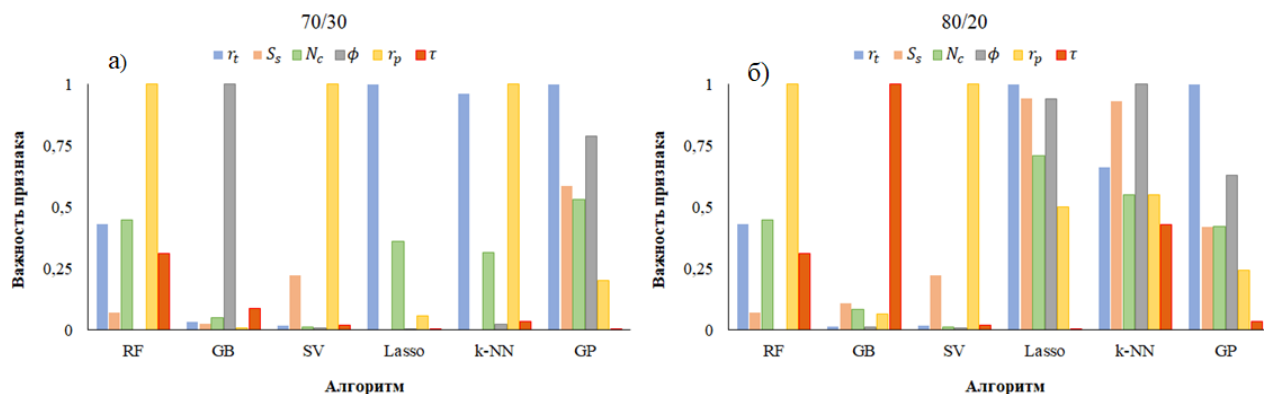 70/30
r_t S_s N_c ϕ r_p τ
а)
Важность признака
1
0,75
0,5
0,25
0
RF GB SV Lasso k-NN GP
Алгоритм
80/20
r_t S_s N_c ϕ r_p τ
б)
Важность признака
1
0,75
0,5
0,25
0
RF GB SV Lasso k-NN GP
Алгоритм